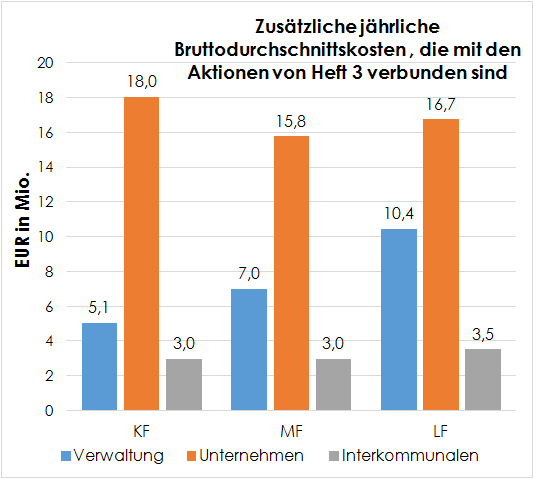 Zusätzliche jährliche
Bruttodurchschnittskosten , die mit den
Aktionen von Heft 3 verbunden sind
EUR in Mio.
20
18
16
14
12
10
8
6
4
2
0
5,1
18,0
3,0
7,0
15,8
3,0
10,4
16,7
3,5
KF
MF
LF
Verwaltung
Unternehmen
Interkommunalen